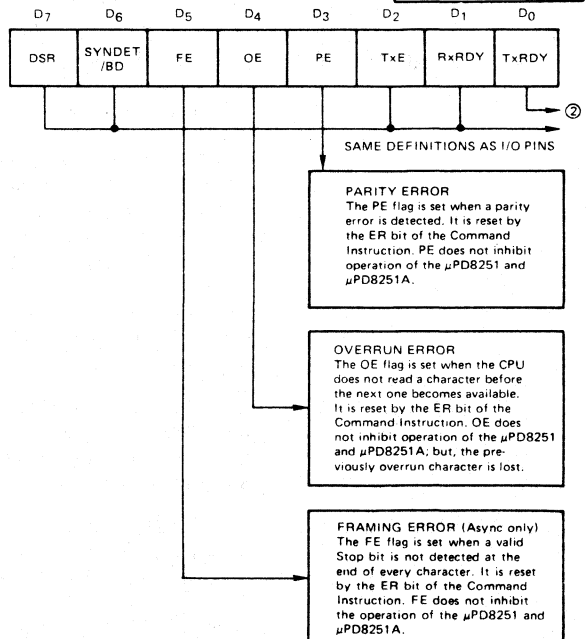 D7 D6 D5 D4 D3 D2 D1 D0
DSR SYNDET /BD FE OE PE TxE RxRDY TxRDY
②
SAME DEFINITIONS AS I/O PINS
PARITY ERROR
The PE flag is set when a parity
error is detected. It is reset by
the ER bit of the Command
Instruction. PE does not inhibit
operation of the μPD8251 and
μPD8251A.
OVERRUN ERROR
The OE flag is set when the CPU
does not read a character before
the next one becomes available.
It is reset by the ER bit of the
Command Instruction. OE does
not inhibit operation of the μPD8251
and μPD8251A; but, the pre-
viously overrun character is lost.
FRAMING ERROR (Async only)
The FE flag is set when a valid
Stop bit is not detected at the
end of every character. It is reset
by the ER bit of the Command
Instruction. FE does not inhibit
the operation of the μPD8251 and
μPD8251A.